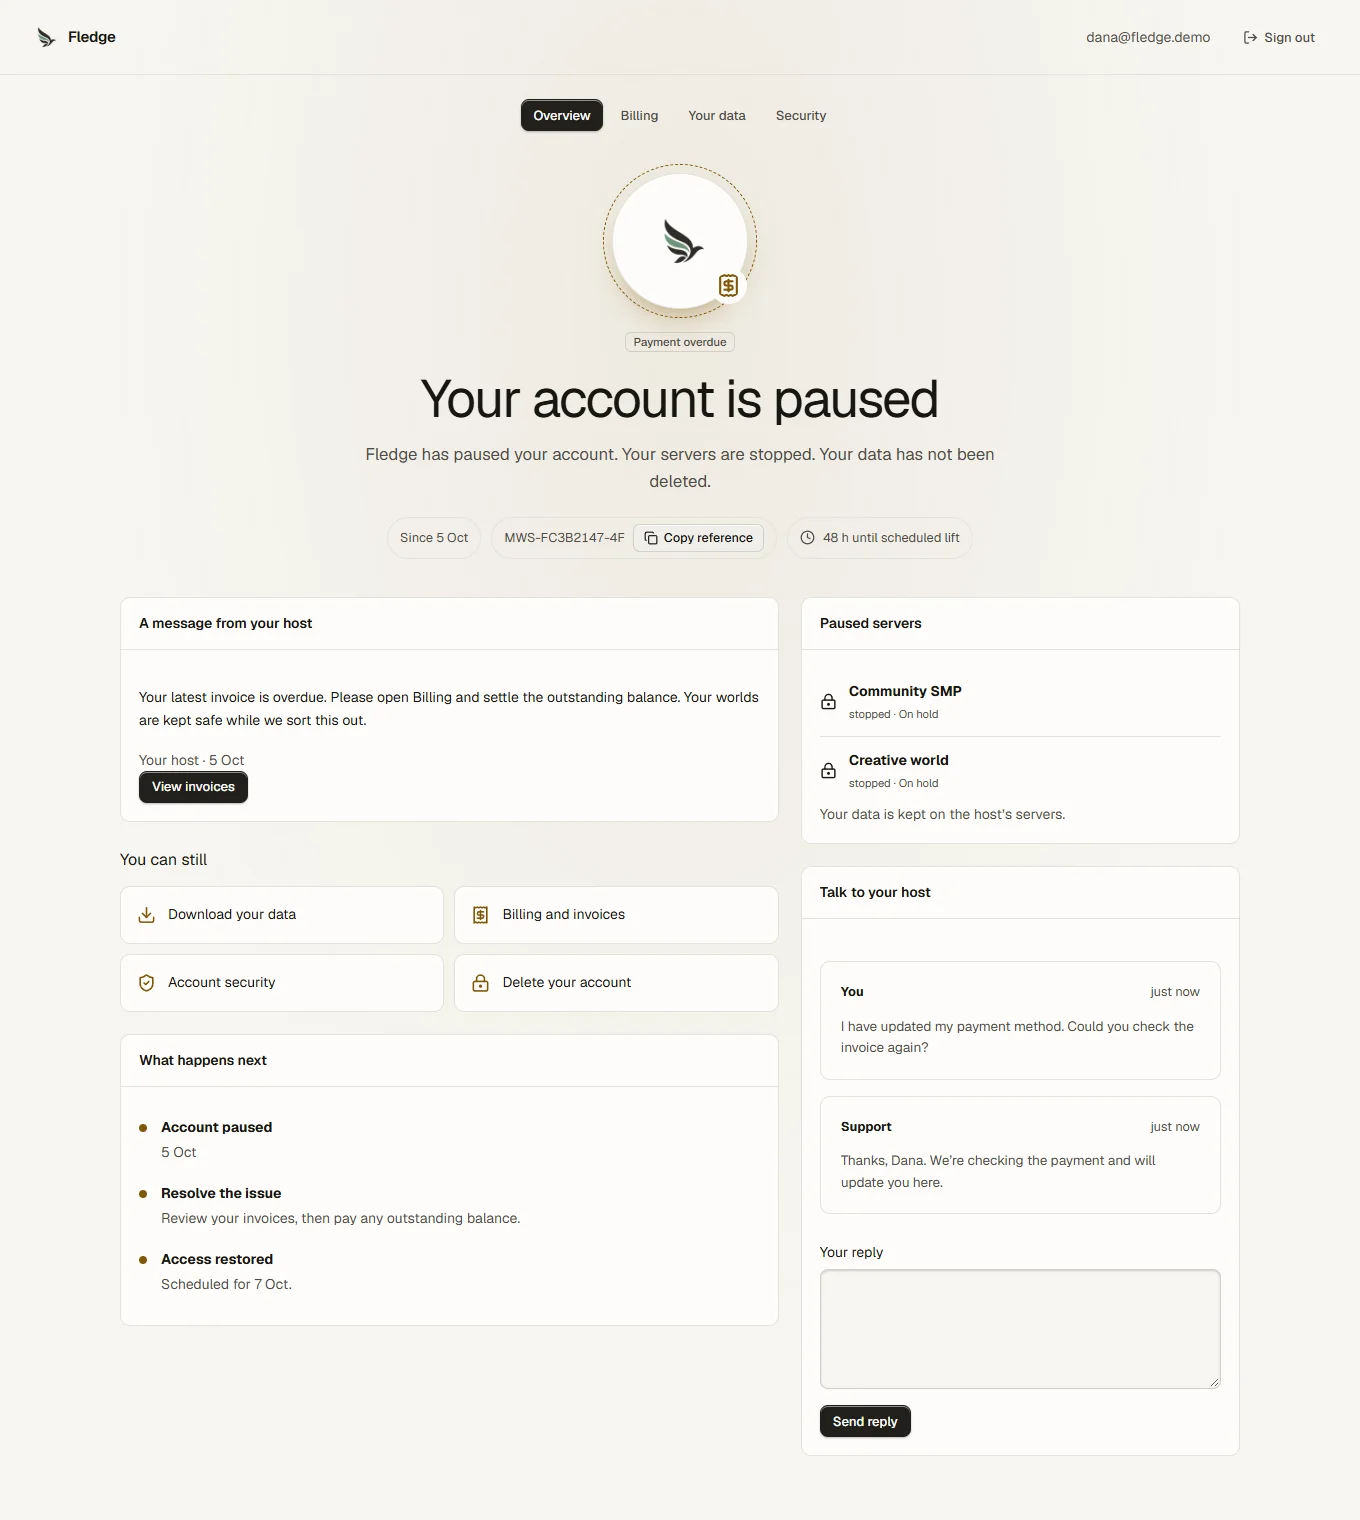 Fledge
dana@fledge.demo
Sign out
Overview
Billing
Your data
Security
Payment overdue
Your account is paused
Fledge has paused your account. Your servers are stopped. Your data has not been
deleted.
Since 5 Oct
MWS-FC3B2147-4F
Copy reference
48 h until scheduled lift
A message from your host
Your latest invoice is overdue. Please open Billing and settle the outstanding balance. Your worlds
are kept safe while we sort this out.
Your host · 5 Oct
View invoices
You can still
Download your data
Billing and invoices
Account security
Delete your account
What happens next
Account paused
5 Oct
Resolve the issue
Review your invoices, then pay any outstanding balance.
Access restored
Scheduled for 7 Oct.
Paused servers
Community SMP
stopped · On hold
Creative world
stopped · On hold
Your data is kept on the host's servers.
Talk to your host
You
just now
I have updated my payment method. Could you check the
invoice again?
Support
just now
Thanks, Dana. We're checking the payment and will
update you here.
Your reply
Send reply